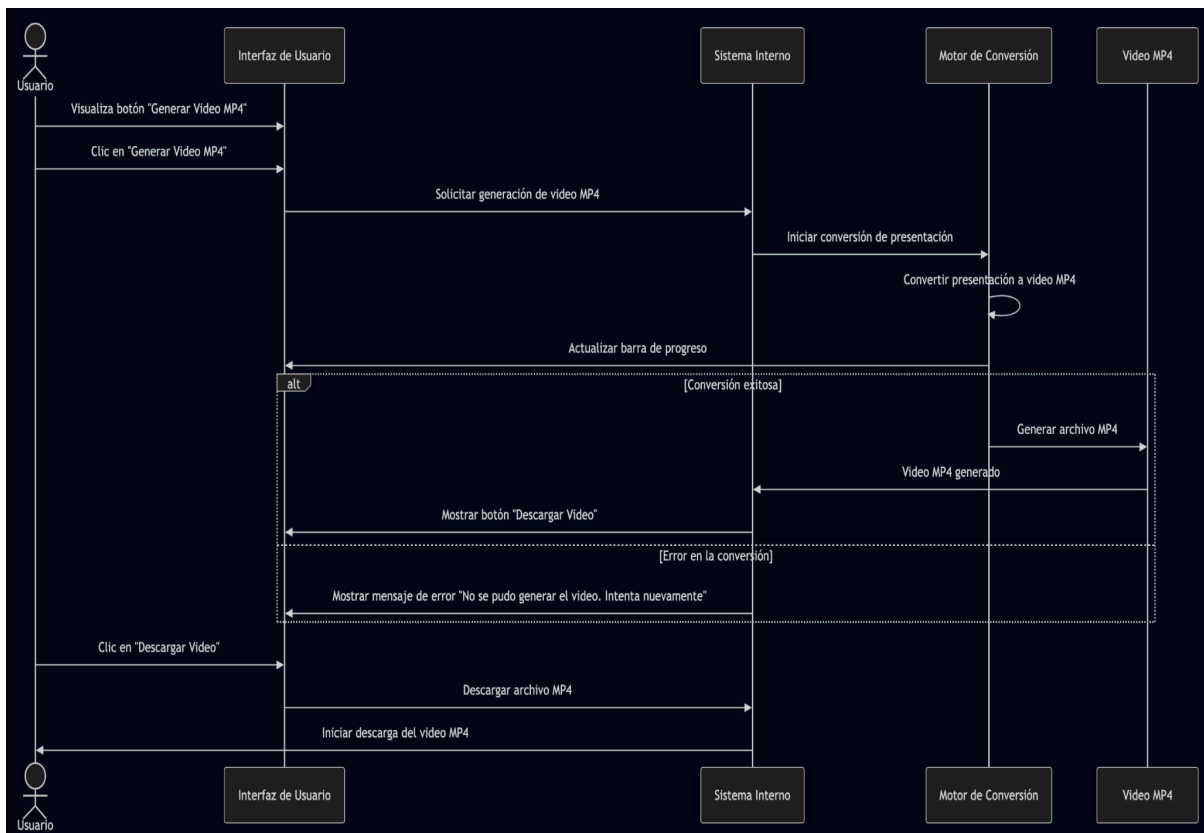 Interfaz de Usuario
Sistema Interno
Motor de Conversión
Video MP4
Usuario
Visualiza botón "Generar Video MP4"
Clic en "Generar Video MP4"
Solicitar generación de video MP4
Iniciar conversión de presentación
Convertir presentación a video MP4
Actualizar barra de progreso
alt
[Conversión exitosa]
Generar archivo MP4
Video MP4 generado
Mostrar botón "Descargar Video"
[Error en la conversión]
Mostrar mensaje de error "No se pudo generar el video. Intenta nuevamente"
Clic en "Descargar Video"
Descargar archivo MP4
Iniciar descarga del video MP4
Interfaz de Usuario
Sistema Interno
Motor de Conversión
Video MP4
Usuario